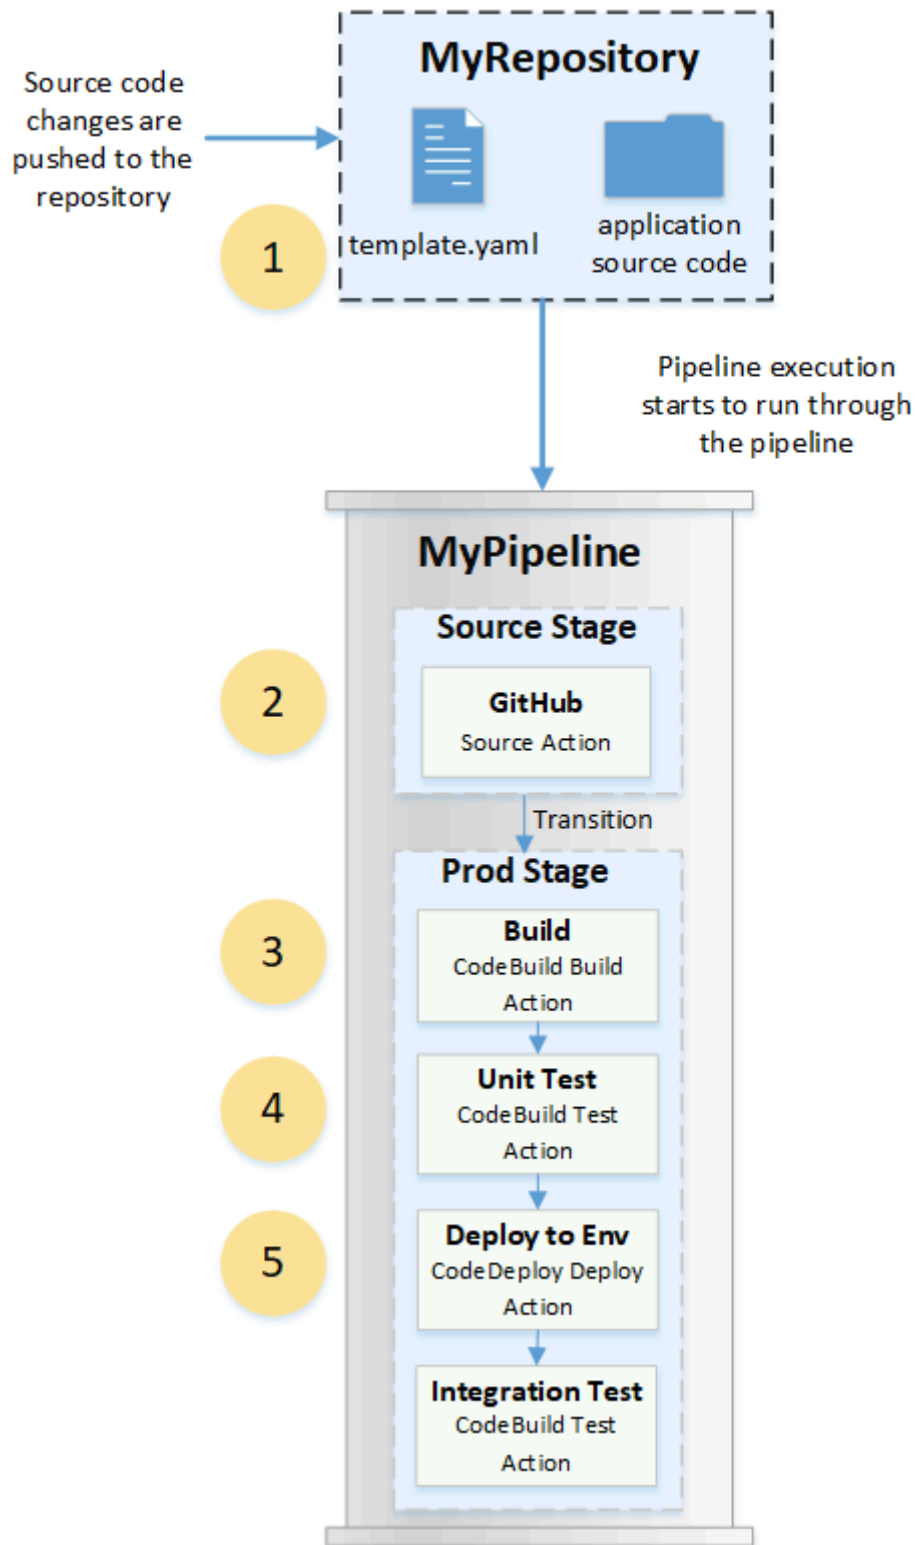 MyRepository
Source code
changes are
pushed to the
repository
template.yaml
application
source code
1
Pipeline execution
starts to run through
the pipeline
MyPipeline
Source Stage
2
GitHub
Source Action
Transition
Prod Stage
3
Build
CodeBuild Build
Action
4
Unit Test
CodeBuild Test
Action
5
Deploy to Env
CodeDeploy Deploy
Action
Integration Test
CodeBuild Test
Action